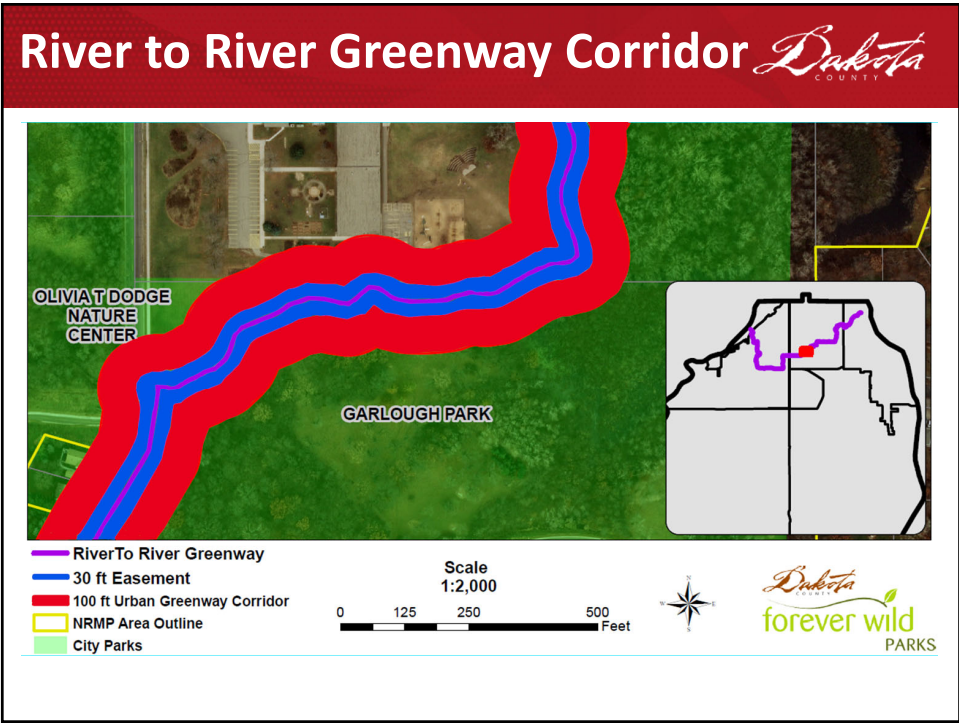 River to River Greenway Corridor
Dakota
COUNTY
OLIVIA T DODGE
NATURE
CENTER
GARLOUGH PARK
RiverTo River Greenway
30 ft Easement
100 ft Urban Greenway Corridor
NRMP Area Outline
City Parks
Scale
1:2,000
0 125 250 500
Feet
N
W E
S
Dakota
COUNTY
forever wild
PARKS